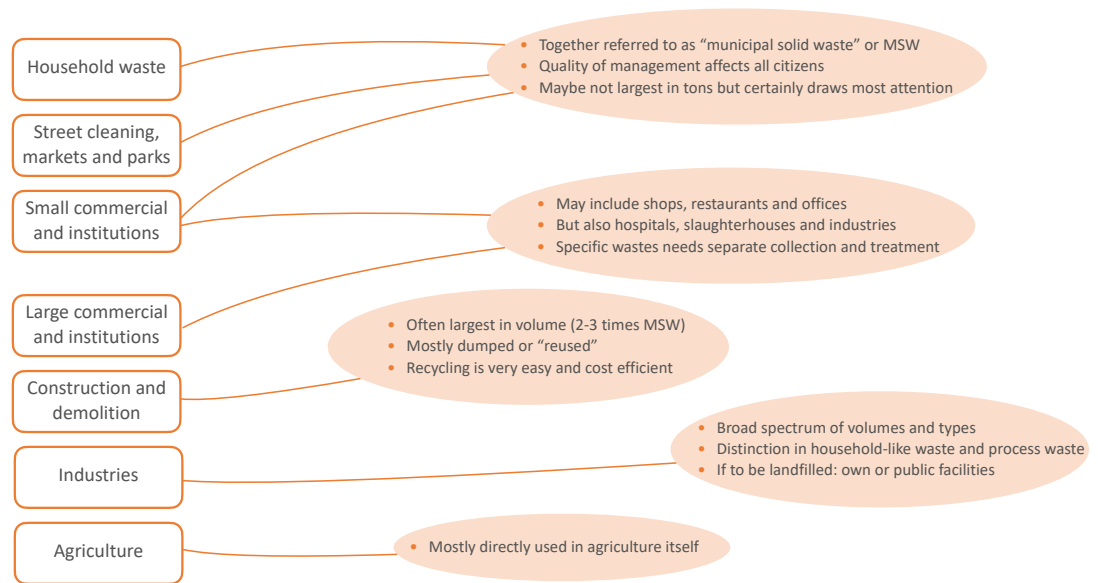 Household waste
Street cleaning,
markets and parks
Small commercial
and institutions
Large commercial
and institutions
Construction and
demolition
Industries
Agriculture
• Together referred to as “municipal solid waste” or MSW
• Quality of management affects all citizens
• Maybe not largest in tons but certainly draws most attention
• May include shops, restaurants and offices
• But also hospitals, slaughterhouses and industries
• Specific wastes needs separate collection and treatment
• Often largest in volume (2-3 times MSW)
• Mostly dumped or “reused”
• Recycling is very easy and cost efficient
• Broad spectrum of volumes and types
• Distinction in household-like waste and process waste
• If to be landfilled: own or public facilities
• Mostly directly used in agriculture itself